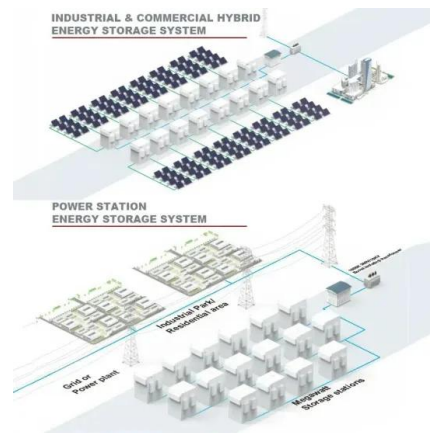 INDUSTRIAL & COMMERCIAL HYBRID
ENERGY STORAGE SYSTEM
POWER STATION
ENERGY STORAGE SYSTEM
Industrial Park/
Residential area
Grid or
Power plant
Megawatt
Storage stations